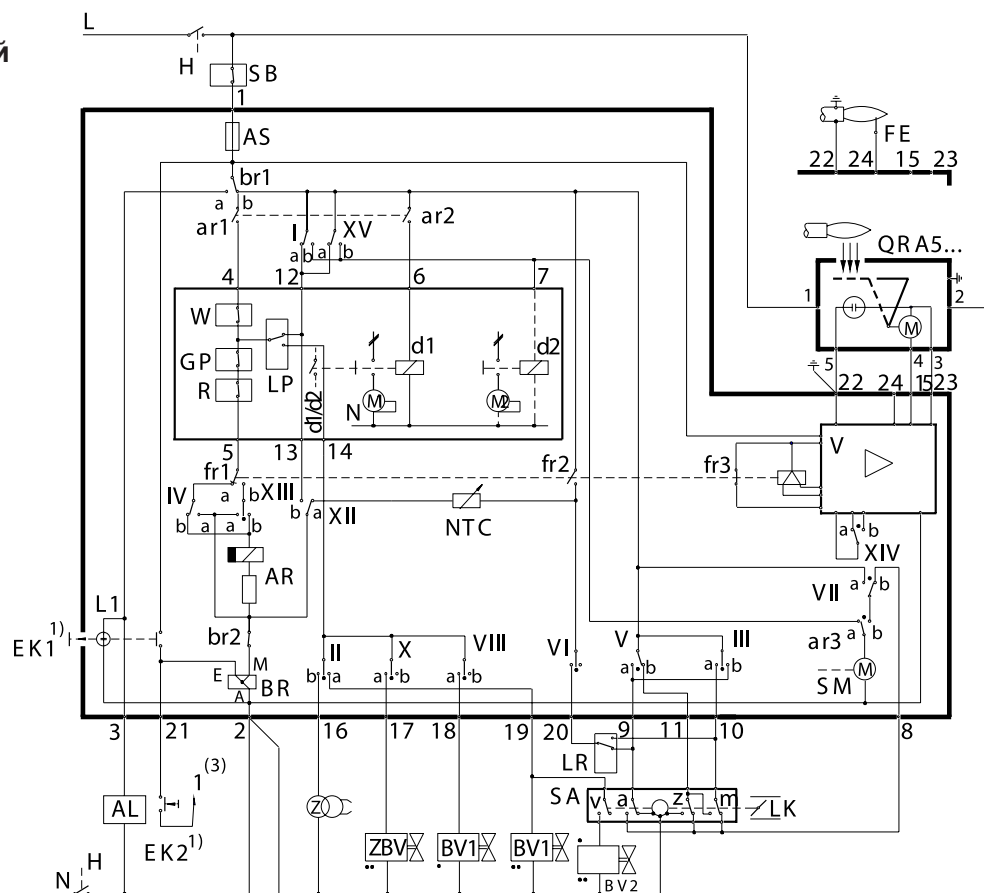 L
й
H
SB
1
AS
FE
22 24 15 23
br1
a b
ar1
ar2
I
XV
a b a b
QRA5...
4 12 6 7
1 2
W
GP
R
LP
d1/d2
d1
d2
N
M
M2
M
5 4 3
22 24 15 23
5 13 14
V
fr1
fr2
fr3
IV
a b
XIII
b a a b
b a
XII
NTC
a b
XIV
AR
VII
a b
L1
EK1 1)
br2
M
E
A
BR
II
b a
X
a b
VIII
a b
VI
V
a b
III
a b
ar3
a b
SM
M
3 21 2 16 17 18 19 20 9 11 10 8
LR
SA
v a z m
LK
AL
1 (3)
EK2 1)
Z
ZBV
BV1
BV1
BV2
H
N